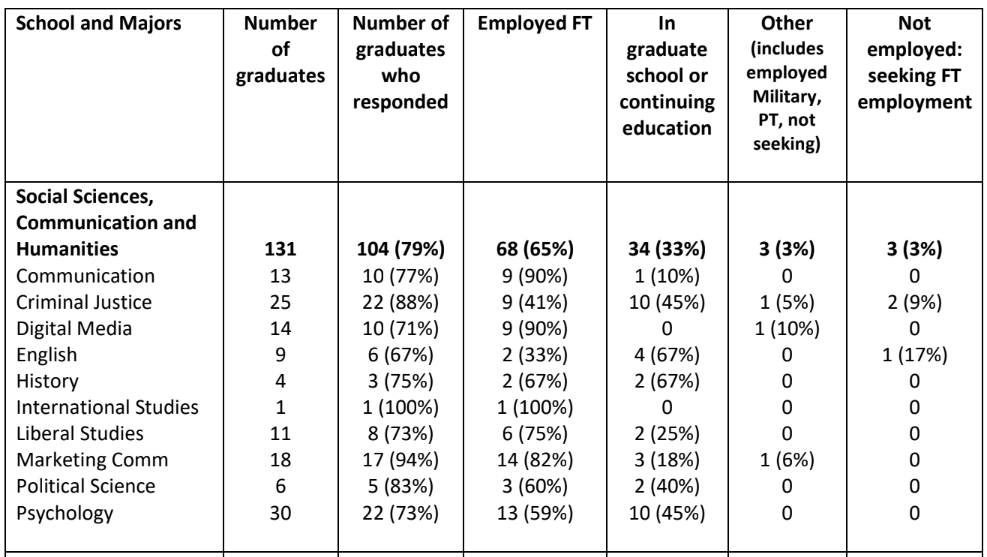 School and Majors Number of graduates Number of graduates who responded Employed FT In graduate school or continuing education Other (includes employed Military, PT, not seeking) Not employed: seeking FT employment
Social Sciences,
Communication and
Humanities 131 104 (79%) 68 (65%) 34 (33%) 3 (3%) 3 (3%)
Communication 13 10 (77%) 9 (90%) 1 (10%) 0 0
Criminal Justice 25 22 (88%) 9 (41%) 10 (45%) 1 (5%) 2 (9%)
Digital Media 14 10 (71%) 9 (90%) 0 1 (10%) 0
English 9 6 (67%) 2 (33%) 4 (67%) 0 1 (17%)
History 4 3 (75%) 2 (67%) 2 (67%) 0 0
International Studies 1 1 (100%) 1 (100%) 0 0 0
Liberal Studies 11 8 (73%) 6 (75%) 2 (25%) 0 0
Marketing Comm 18 17 (94%) 14 (82%) 3 (18%) 1 (6%) 0
Political Science 6 5 (83%) 3 (60%) 2 (40%) 0 0
Psychology 30 22 (73%) 13 (59%) 10 (45%) 0 0